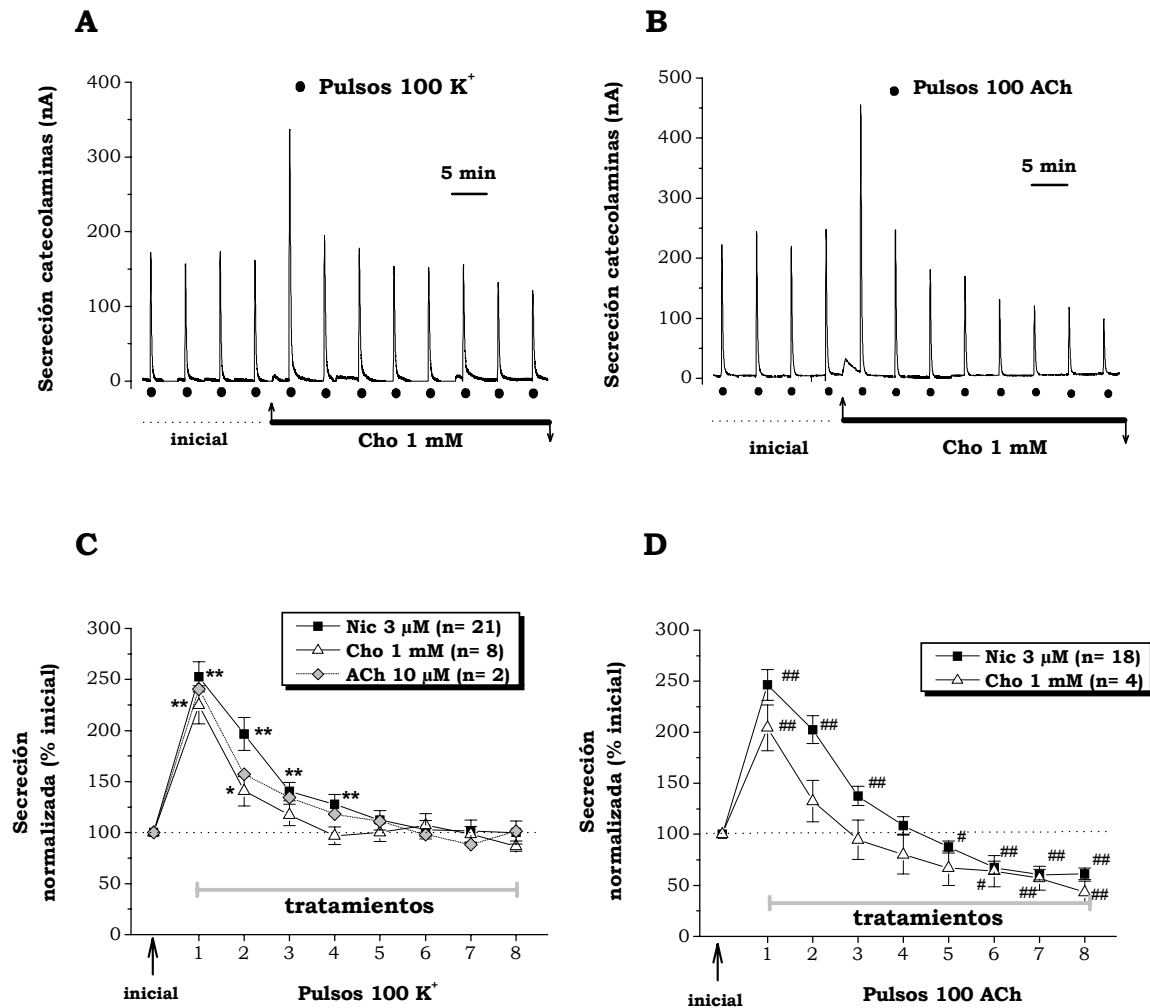 A
Secreción catecolaminas (nA)
400
300
200
100
0
Pulsos 100 K+
5 min
inicial
Cho 1 mM
B
Secreción catecolaminas (nA)
500
400
300
200
100
0
Pulsos 100 ACh
5 min
inicial
Cho 1 mM
C
Secreción
normalizada (% inicial)
300
250
200
150
100
50
0
Nic 3 µM (n= 21)
Cho 1 mM (n= 8)
ACh 10 µM (n= 2)
** **
**
*
**
**
tratamientos
1 2 3 4 5 6 7 8
inicial
Pulsos 100 K+
D
Secreción
normalizada (% inicial)
300
250
200
150
100
50
0
Nic 3 µM (n= 18)
Cho 1 mM (n= 4)
##
##
##
##
#
## ## ##
# ## ##
tratamientos
1 2 3 4 5 6 7 8
inicial
Pulsos 100 ACh